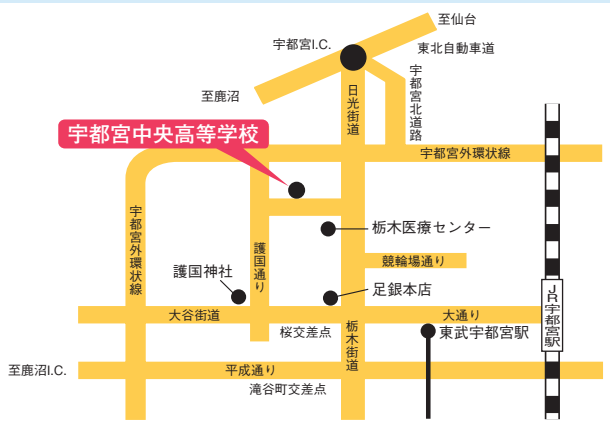 至仙台
宇都宮I.C.
東北自動車道
至鹿沼
日光街道
宇都宮北道路
宇都宮中央高等学校
宇都宮外環状線
宇都宮外環状線
護国通り
栃木医療センター
競輪場通り
護国神社
足銀本店
JR宇都宮駅
大谷街道
大通り
桜交差点
栃木街道
東武宇都宮駅
至鹿沼I.C.
平成通り
滝谷町交差点